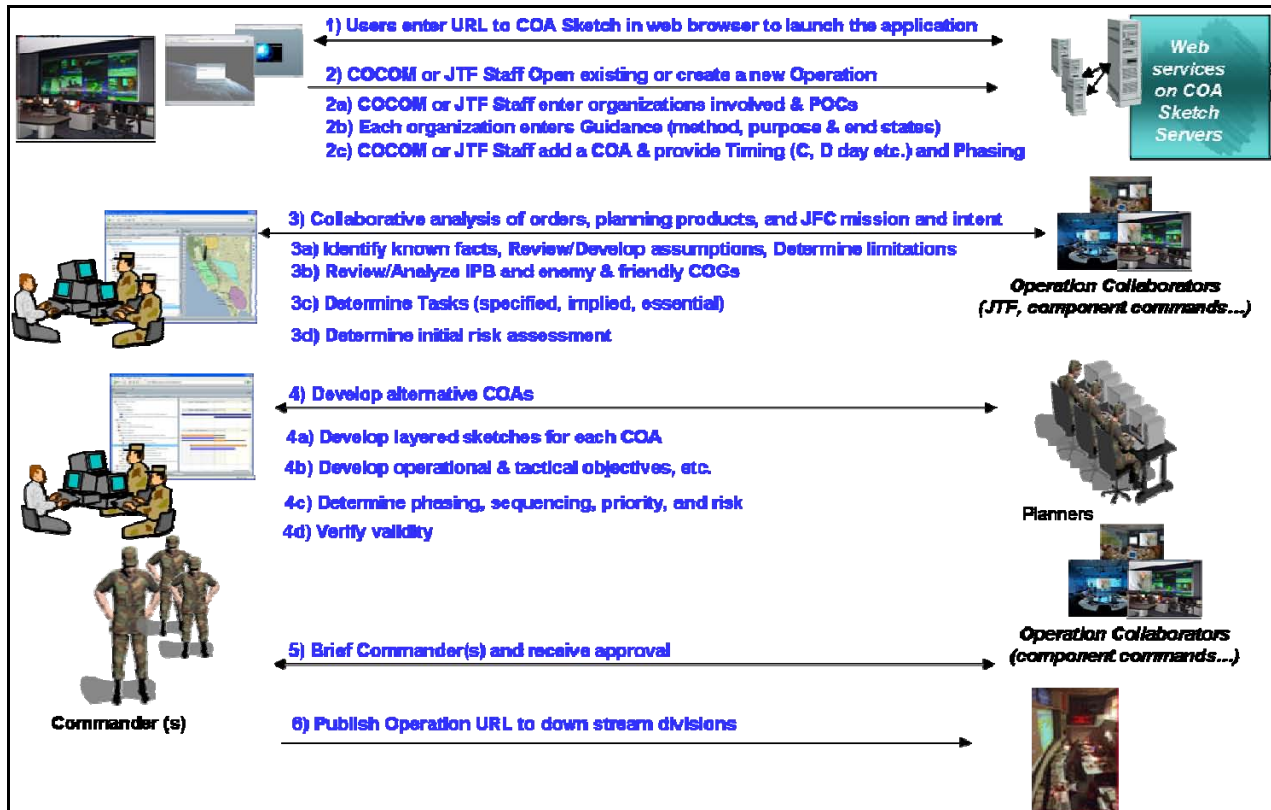 1) Users enter URL to COA Sketch in web browser to launch the application
Web
services
on COA
Sketch
Servers
2) COCOM or JTF Staff Open existing or create a new Operation
2a) COCOM or JTF Staff enter organizations involved & POCs
2b) Each organization enters Guidance (method, purpose & end states)
2c) COCOM or JTF Staff add a COA & provide Timing (C, D day etc.) and Phasing
3) Collaborative analysis of orders, planning products, and JFC mission and intent
3a) Identify known facts, Review/Develop assumptions, Determine limitations
3b) Review/Analyze IPB and enemy & friendly COGs
3c) Determine Tasks (specified, implied, essential)
3d) Determine initial risk assessment
Operation Collaborators
(JTF, component commands...)
4) Develop alternative COAs
4a) Develop layered sketches for each COA
4b) Develop operational & tactical objectives, etc.
4c) Determine phasing, sequencing, priority, and risk
4d) Verify validity
Planners
Operation Collaborators
(component commands...)
5) Brief Commander(s) and receive approval
Commander (s)
6) Publish Operation URL to down stream divisions